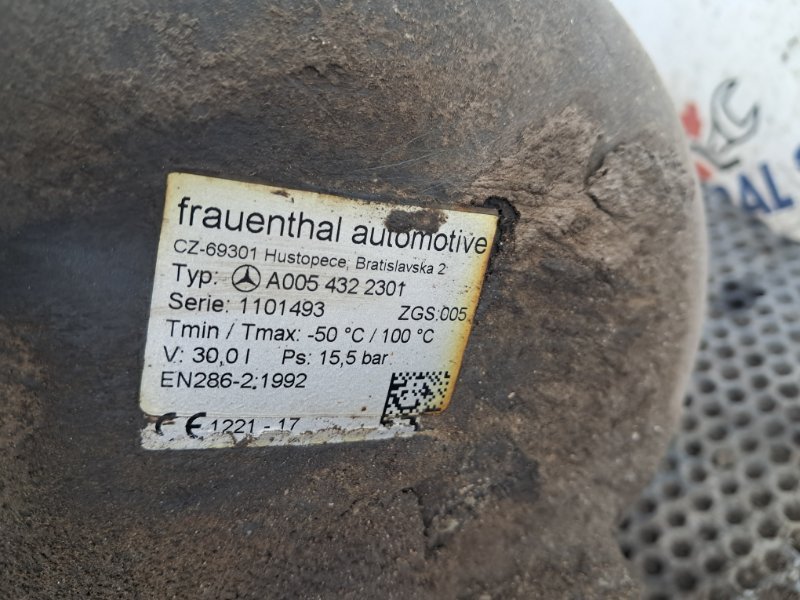 frauenthal automotive
CZ-69301 Hustopece, Bratislavska 2
Typ: A005 432 2301
Serie: 1101493 ZGS:005
Tmin / Tmax: -50 °C / 100 °C
V: 30,0 l Ps: 15,5 bar
EN286-2:1992
CE 1221 - 17